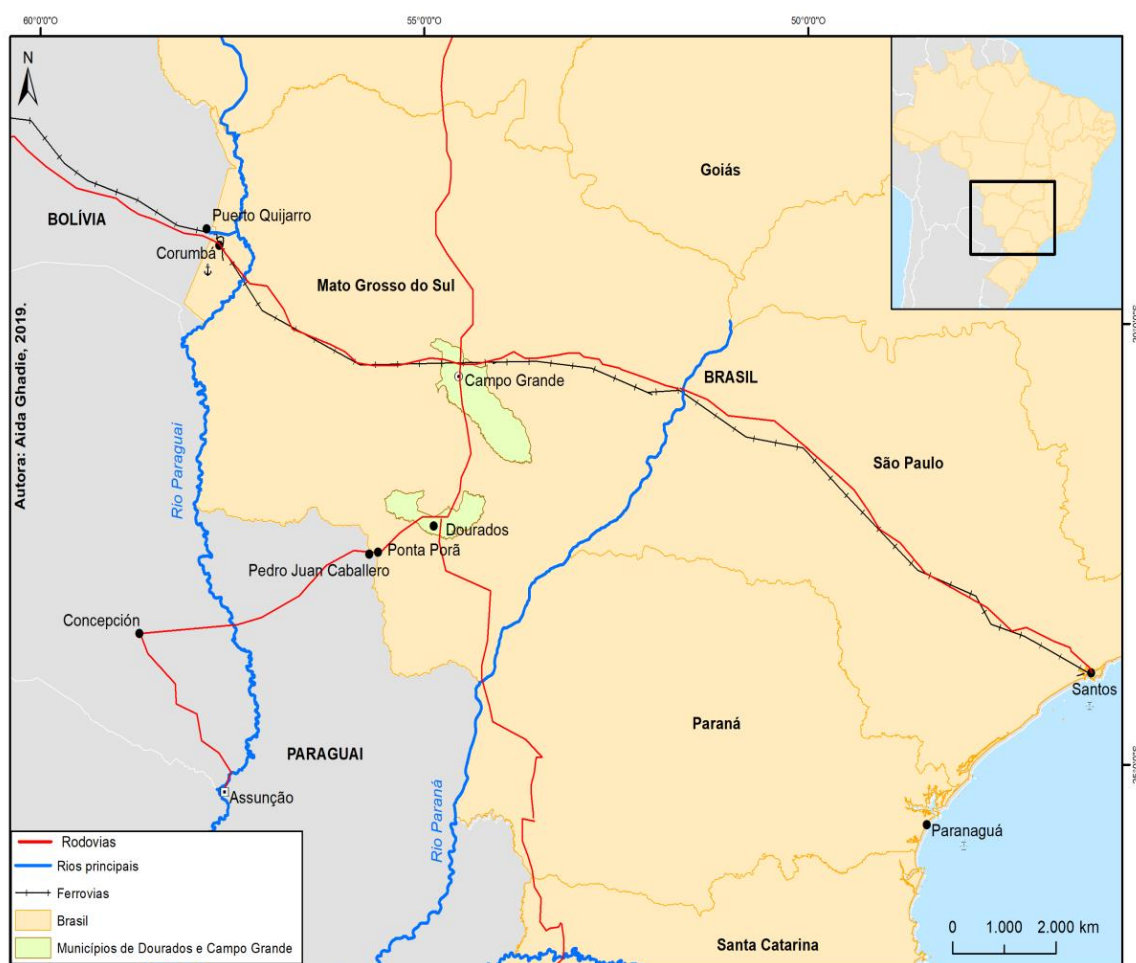 60°0'0"O
55°0'0"O
50°0'0"O
N
Goiás
BOLÍVIA
Puerto Quijarro
Corumbá
Mato Grosso do Sul
Campo Grande
BRASIL
São Paulo
Rio Paraguai
Autora: Aida Ghadie, 2019.
Dourados
Ponta Porã
Pedro Juan Caballero
Concepción
Santos
Paraná
PARAGUAI
Assunção
Rio Paraná
Paranaguá
Rodovias
Rios principais
Ferrovias
Brasil
Municípios de Dourados e Campo Grande
0 1.000 2.000 km
Santa Catarina